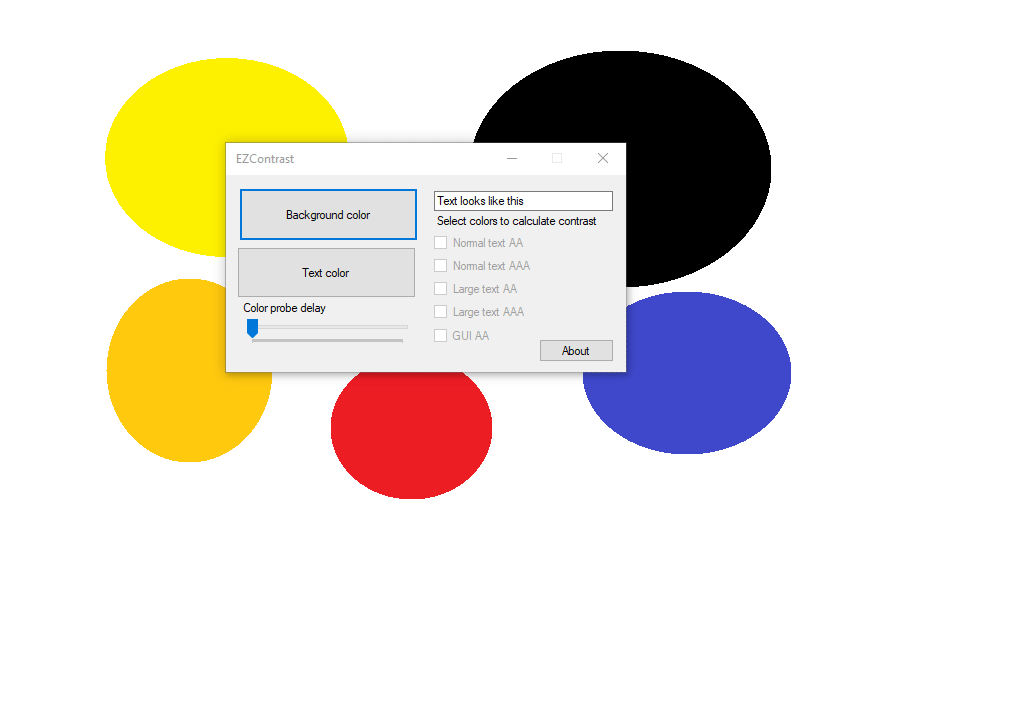 EZContrast
Background color
Text color
Color probe delay
Text looks like this
Select colors to calculate contrast
Normal text AA
Normal text AAA
Large text AA
Large text AAA
GUI AA
About